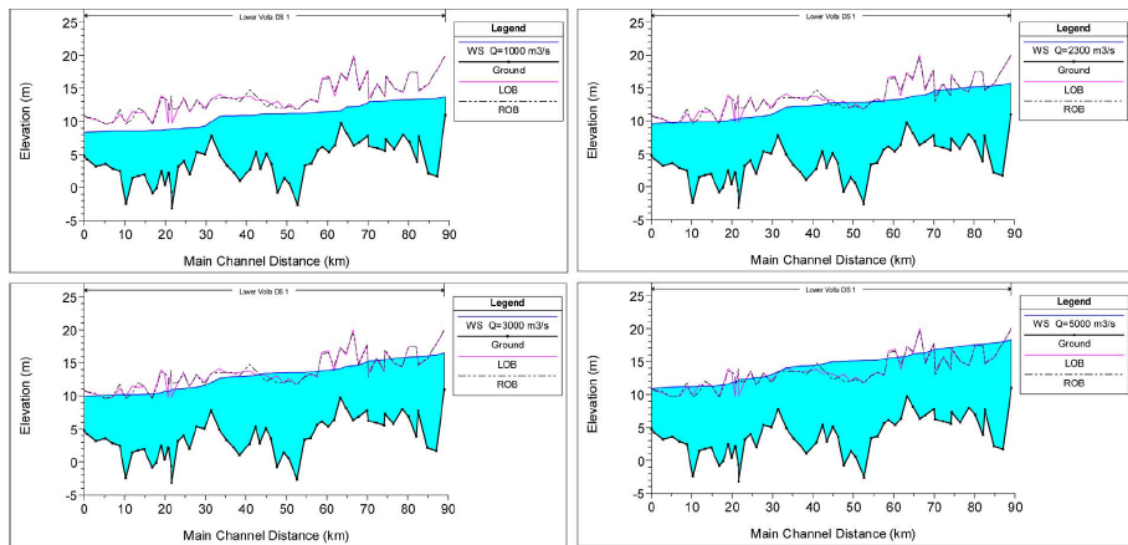 Lower Volta DS 1
25
20
15
10
5
0
-5
0 10 20 30 40 50 60 70 80 90
Elevation (m)
Main Channel Distance (km)
Legend
WS Q=1000 m3/s
Ground
LOB
ROB
Lower Volta DS 1
25
20
15
10
5
0
-5
0 10 20 30 40 50 60 70 80 90
Elevation (m)
Main Channel Distance (km)
Legend
WS Q=2300 m3/s
Ground
LOB
ROB
Lower Volta DS 1
25
20
15
10
5
0
-5
0 10 20 30 40 50 60 70 80 90
Elevation (m)
Main Channel Distance (km)
Legend
WS Q=3000 m3/s
Ground
LOB
ROB
Lower Volta DS 1
25
20
15
10
5
0
-5
0 10 20 30 40 50 60 70 80 90
Elevation (m)
Main Channel Distance (km)
Legend
WS Q=5000 m3/s
Ground
LOB
ROB